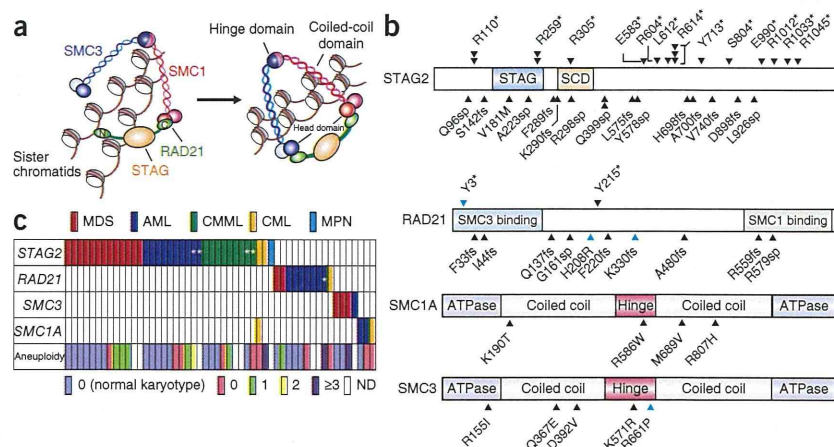 a
SMC3
SMC1
RAD21
STAG
Sister
chromatids
Hinge domain
Coiled-coil
domain
Head domain
b
R110*
R259*
R305*
E583*
R604*
L612*
R614*
Y713*
S804*
E990*
R1012*
R1033*
R1045*
STAG2
STAG
SCD
Q96sp
S142fs
V181M
A223sp
F289fs
K290fs
R298sp
Q399sp
L575fs
Y578sp
H698fs
A700fs
V740fs
D898fs
L926sp
Y3*
Y215*
RAD21
SMC3 binding
SMC1 binding
F33fs
I44fs
Q137fs
G161sp
H208R
F220fs
K330fs
A480fs
R559fs
R579sp
SMC1A
ATPase
Coiled coil
Hinge
Coiled coil
ATPase
K190T
R586W
M689V
R807H
SMC3
ATPase
Coiled coil
Hinge
Coiled coil
ATPase
R155I
Q367E
D392V
K571R
R661P
c
MDS AML CMML CML MPN
STAG2
RAD21
SMC3
SMC1A
Aneuploidy
0 (normal karyotype) 0 1 2 ≥3 ND